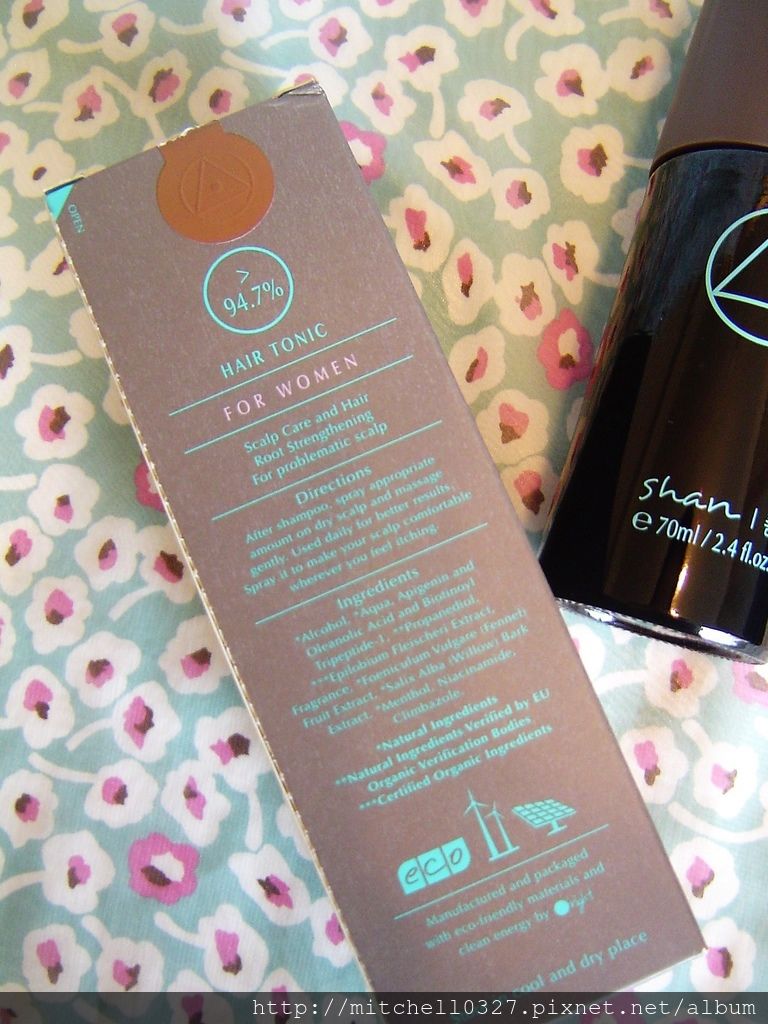 OPEN
>
94.7%
HAIR TONIC
FOR WOMEN
Scalp Care and Hair
Root Strengthening
For problematic scalp
Directions
After shampoo, spray appropriate
amount on dry scalp and massage
gently. Used daily for better results.
Spray it to make your scalp comfortable
wherever you feel itching.
Ingredients
*Alcohol, *Aqua, Apigenin and
Oleanolic Acid and Biotinoyl
Tripeptide-1, **Propanediol,
***Epilobium Fleischeri Extract,
Fragrance, *Foeniculum Vulgare (Fennel)
Fruit Extract, *Salix Alba (Willow) Bark
Extract, *Menthol, Niacinamide,
Climbazole.
*Natural Ingredients
**Natural Ingredients Verified by EU
Organic Verification Bodies
***Certified Organic Ingredients
eco
Manufactured and packaged
with eco-friendly materials and
clean energy by Oright
cool and dry place
shan
e 70ml / 2.4 fl.oz.
http://mitchell0327.pixnet.net/album